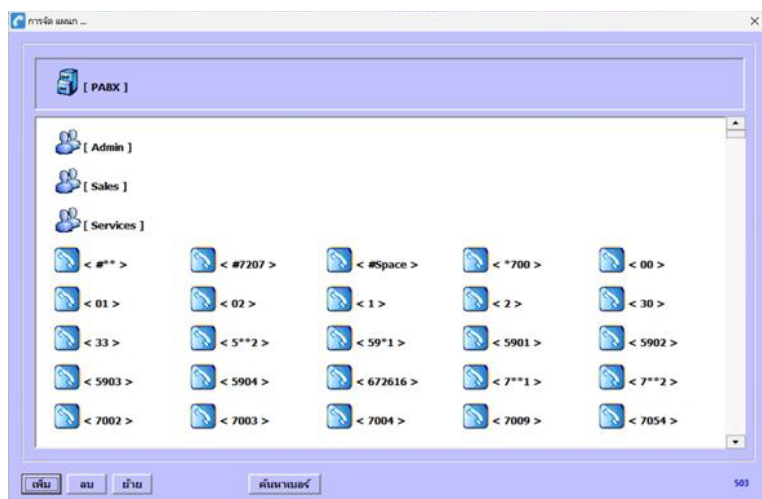 การจัด แผนก ...
[ PABX ]
[ Admin ]
[ Sales ]
[ Services ]
< #** > < #7207 > < #Space > < *700 > < 00 >
< 01 > < 02 > < 1 > < 2 > < 30 >
< 33 > < 5**2 > < 59*1 > < 5901 > < 5902 >
< 5903 > < 5904 > < 672616 > < 7**1 > < 7**2 >
< 7002 > < 7003 > < 7004 > < 7009 > < 7054 >
เพิ่ม ลบ ย้าย ค้นหาเบอร์ 503